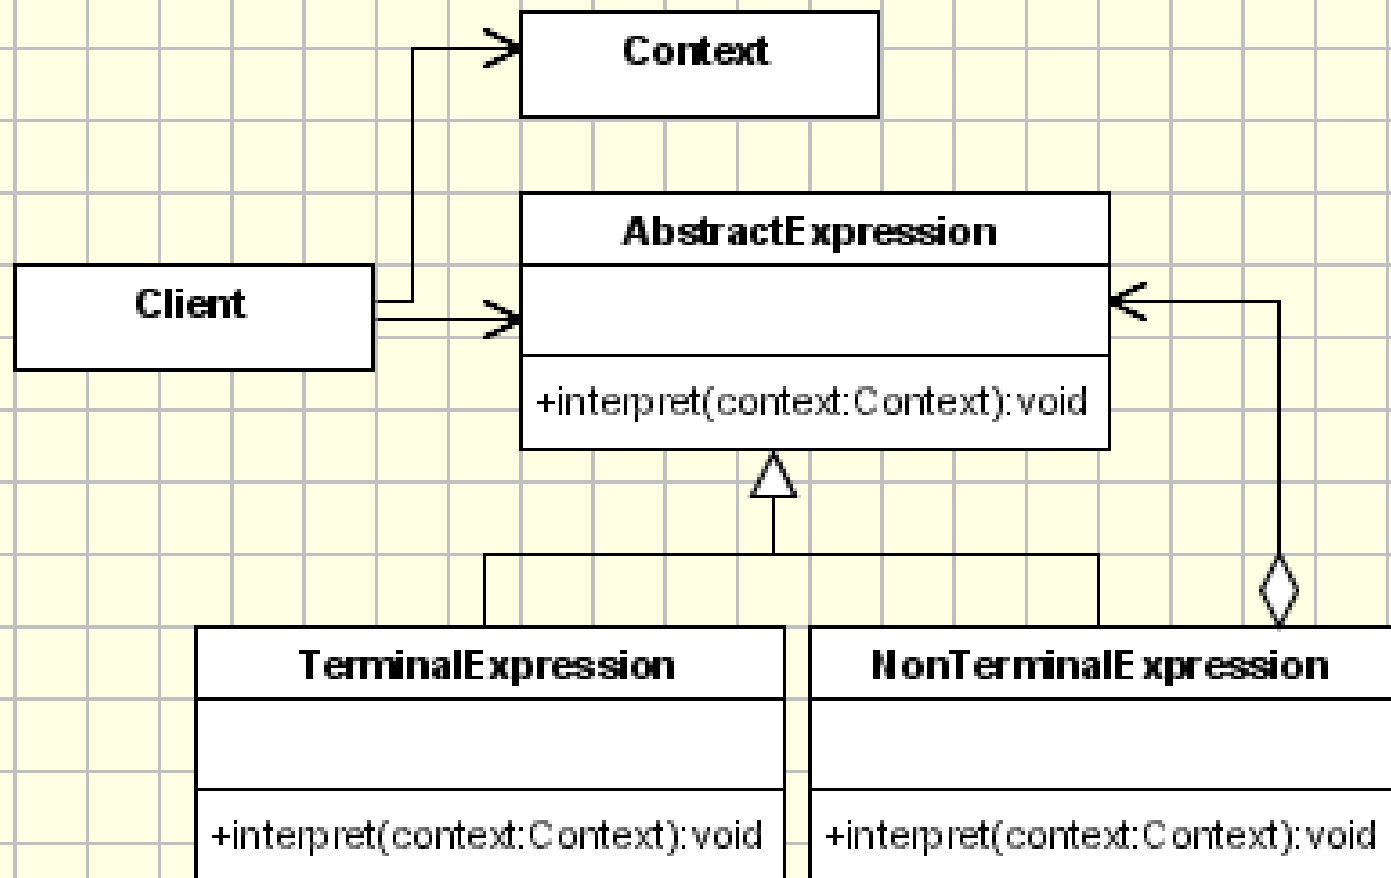 Context
AbstractExpression
Client
+interpret(context:Context):void
TerminalExpression
NonTerminalExpression
+interpret(context:Context):void
+interpret(context:Context):void